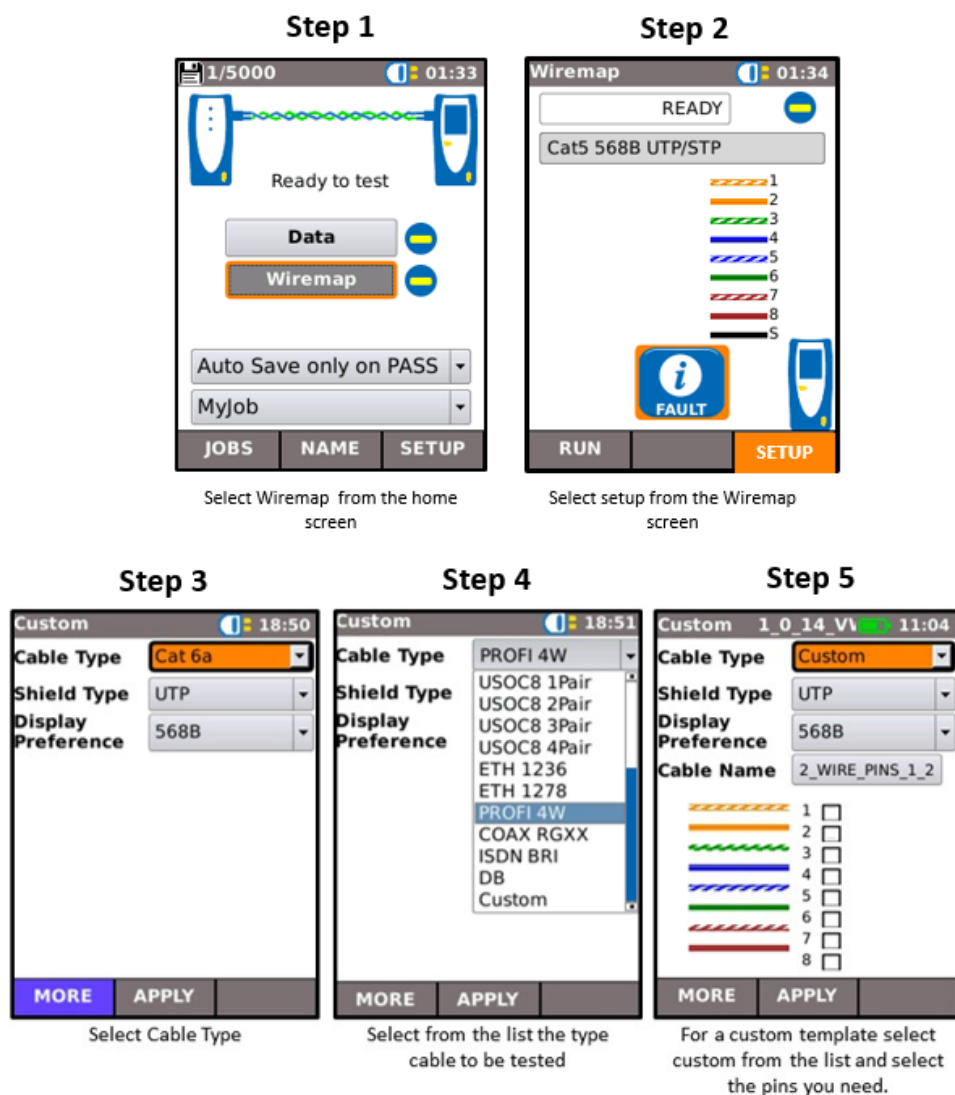 Step 1
1/5000 01:33
Ready to test
Data
Wiremap
Auto Save only on PASS
MyJob
JOBS NAME SETUP
Select Wiremap from the home
screen
Step 2
Wiremap 01:34
READY
Cat5 568B UTP/STP
1
2
3
4
5
6
7
8
S
i
FAULT
RUN SETUP
Select setup from the Wiremap
screen
Step 3
Custom 18:50
Cable Type Cat 6a
Shield Type UTP
Display
Preference 568B
MORE APPLY
Select Cable Type
Step 4
Custom 18:51
Cable Type PROFI 4W
Shield Type
Display
Preference
USOC8 1Pair
USOC8 2Pair
USOC8 3Pair
USOC8 4Pair
ETH 1236
ETH 1278
PROFI 4W
COAX RGXX
ISDN BRI
DB
Custom
MORE APPLY
Select from the list the type
cable to be tested
Step 5
Custom 11:04
Cable Type Custom
Shield Type UTP
Display
Preference 568B
Cable Name 2_WIRE_PINS_1_2
1
2
3
4
5
6
7
8
MORE APPLY
For a custom template select
custom from the list and select
the pins you need.